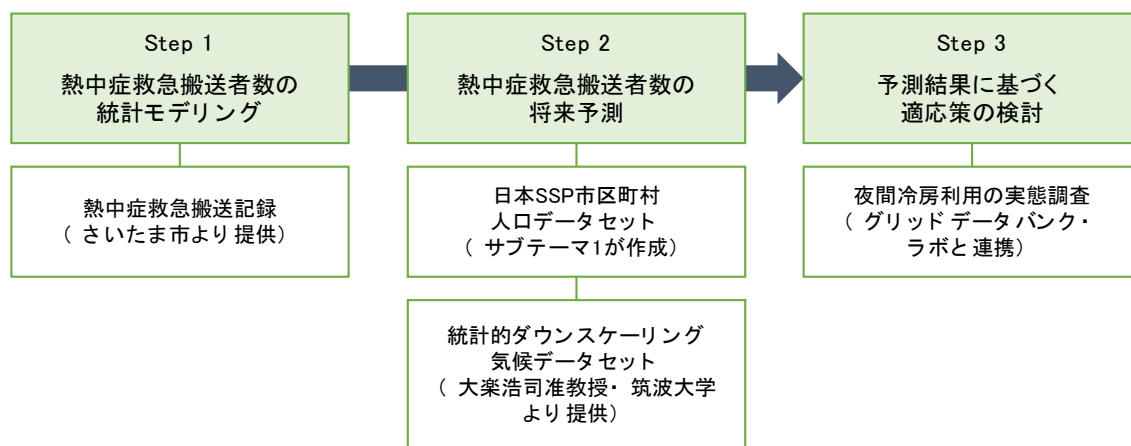 Step 1
熱中症救急搬送者数の
統計モデリング
熱中症救急搬送記録
（ さいたま市より 提供）
Step 2
熱中症救急搬送者数の
将来予測
日本SSP市区町村
人口データセット
（ サブテーマ1が作成）
統計的ダウンスケーリング
気候データセット
（ 大楽浩司准教授・ 筑波大学
より 提供）
Step 3
予測結果に基づく
適応策の検討
夜間冷房利用の実態調査
（ グリッド データバンク・
ラボと 連携）